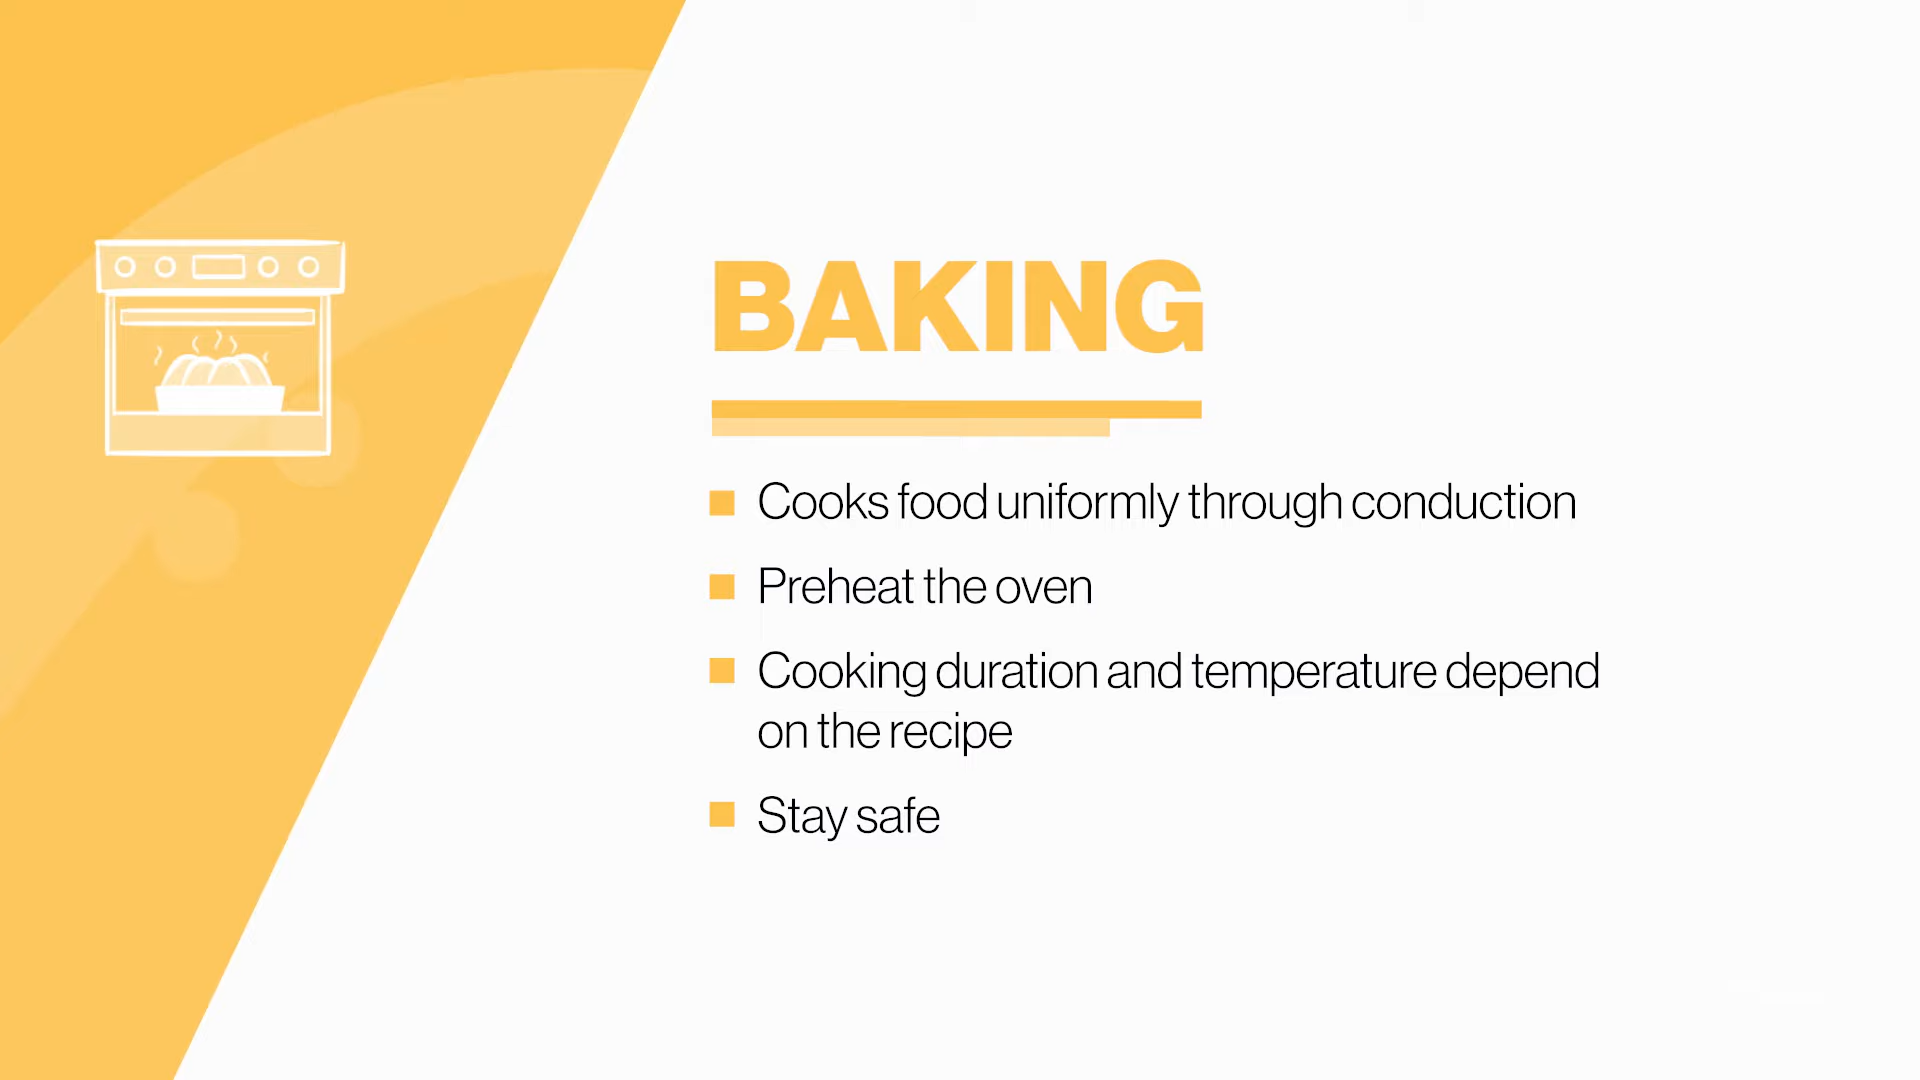 BAKING
Cooks food uniformly through conduction
Preheat the oven
Cooking duration and temperature depend
on the recipe
Stay safe